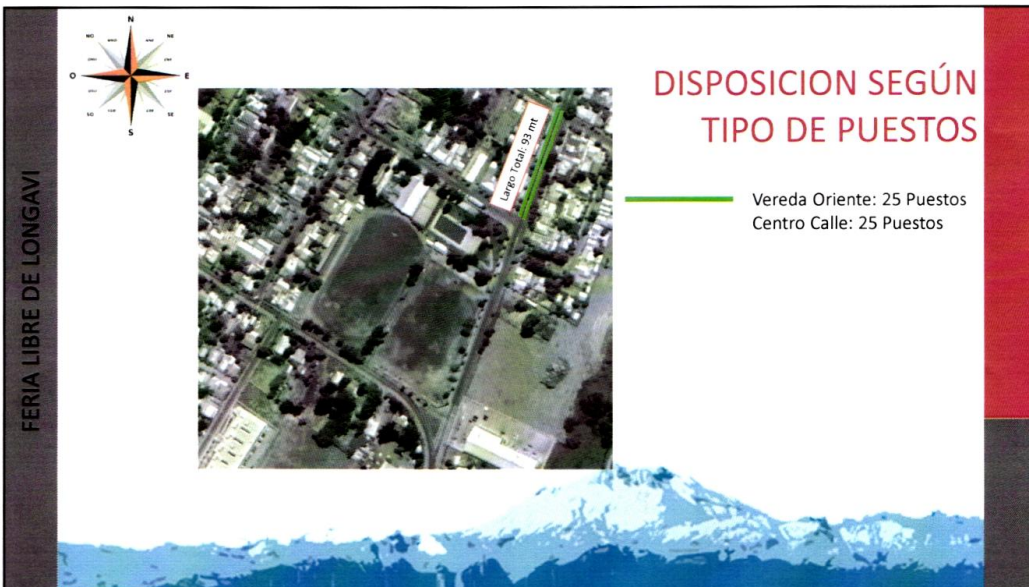 N
NO
NE
O
E
SO
SE
S
FERIA LIBRE DE LONGAVI
DISPOSICION SEGÚN
TIPO DE PUESTOS
Largo Total: 93 mt
Vereda Oriente: 25 Puestos
Centro Calle: 25 Puestos